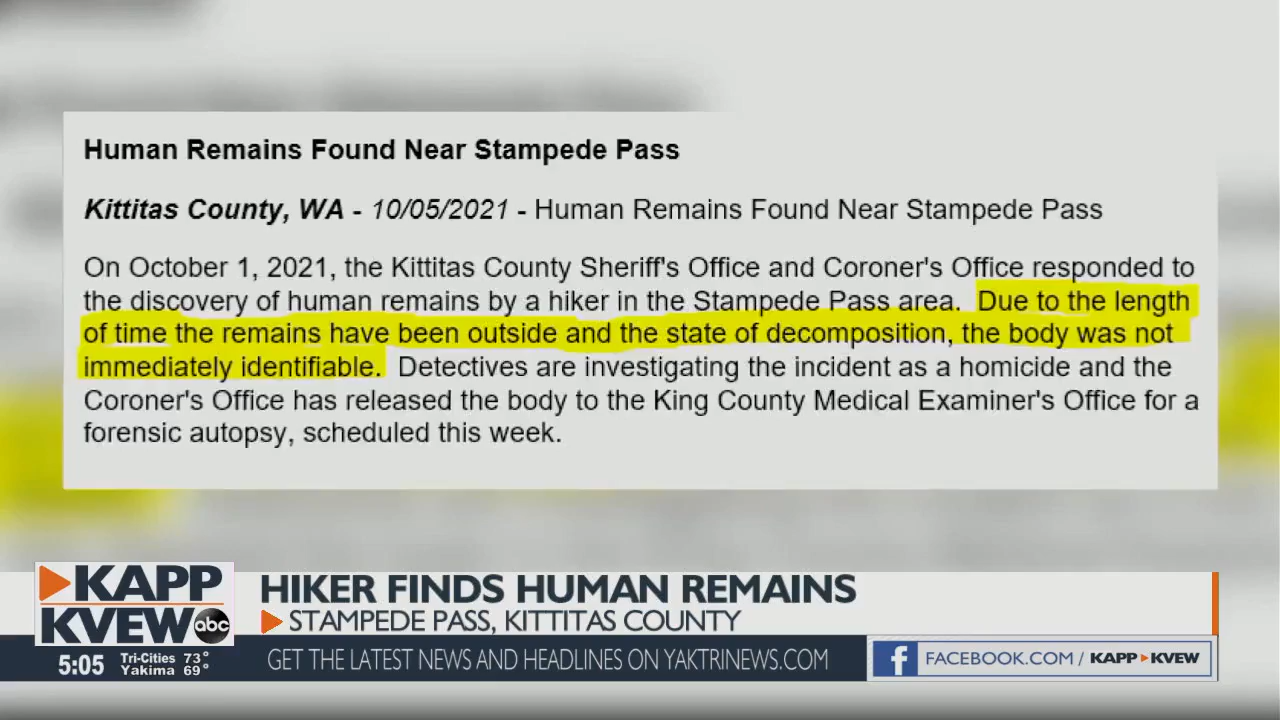 Human Remains Found Near Stampede Pass
Kittitas County, WA - 10/05/2021 - Human Remains Found Near Stampede Pass
On October 1, 2021, the Kittitas County Sheriff's Office and Coroner's Office responded to
the discovery of human remains by a hiker in the Stampede Pass area.  Due to the length
of time the remains have been outside and the state of decomposition, the body was not
immediately identifiable.  Detectives are investigating the incident as a homicide and the
Coroner's Office has released the body to the King County Medical Examiner's Office for a
forensic autopsy, scheduled this week.
KAPP
KVEW abc
HIKER FINDS HUMAN REMAINS
STAMPEDE PASS, KITTITAS COUNTY
5:05
Tri-Cities 73°
Yakima 69°
GET THE LATEST NEWS AND HEADLINES ON YAKTRINEWS.COM
f FACEBOOK.COM / KAPP KVEW